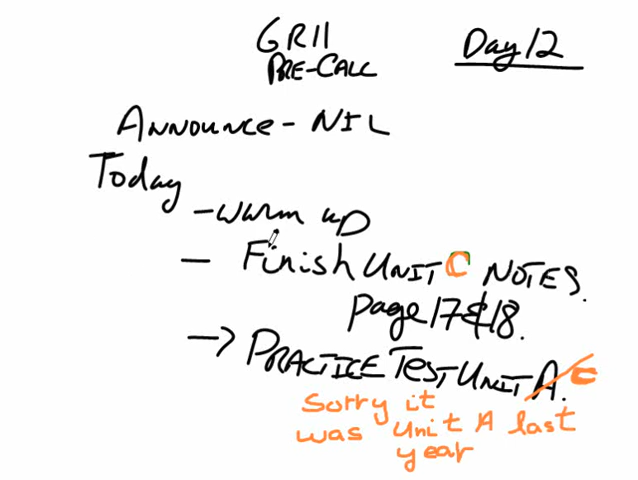 GR11
PRE-CALC
Day 12
ANNOUNCE - NIL
Today
- warm up
- Finish UNIT C NOTES.
page 17 & 18.
→ PRACTICE TEST UNIT A. C
Sorry it
was Unit A last
year